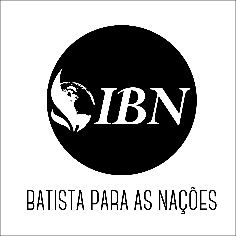 IBN
BATISTA PARA AS NAÇÕES